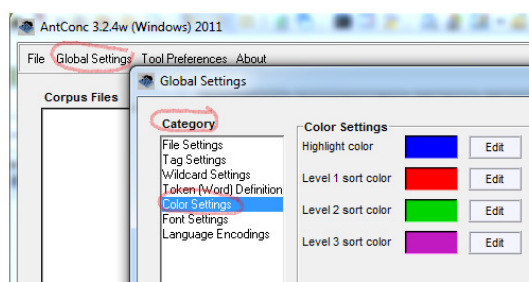 AntConc 3.2.4w (Windows) 2011
File Global Settings Tool Preferences About
Global Settings
Corpus Files
Category
File Settings
Tag Settings
Wildcard Settings
Token (Word) Definition
Color Settings
Font Settings
Language Encodings
Color Settings
Highlight color Edit
Level 1 sort color Edit
Level 2 sort color Edit
Level 3 sort color Edit